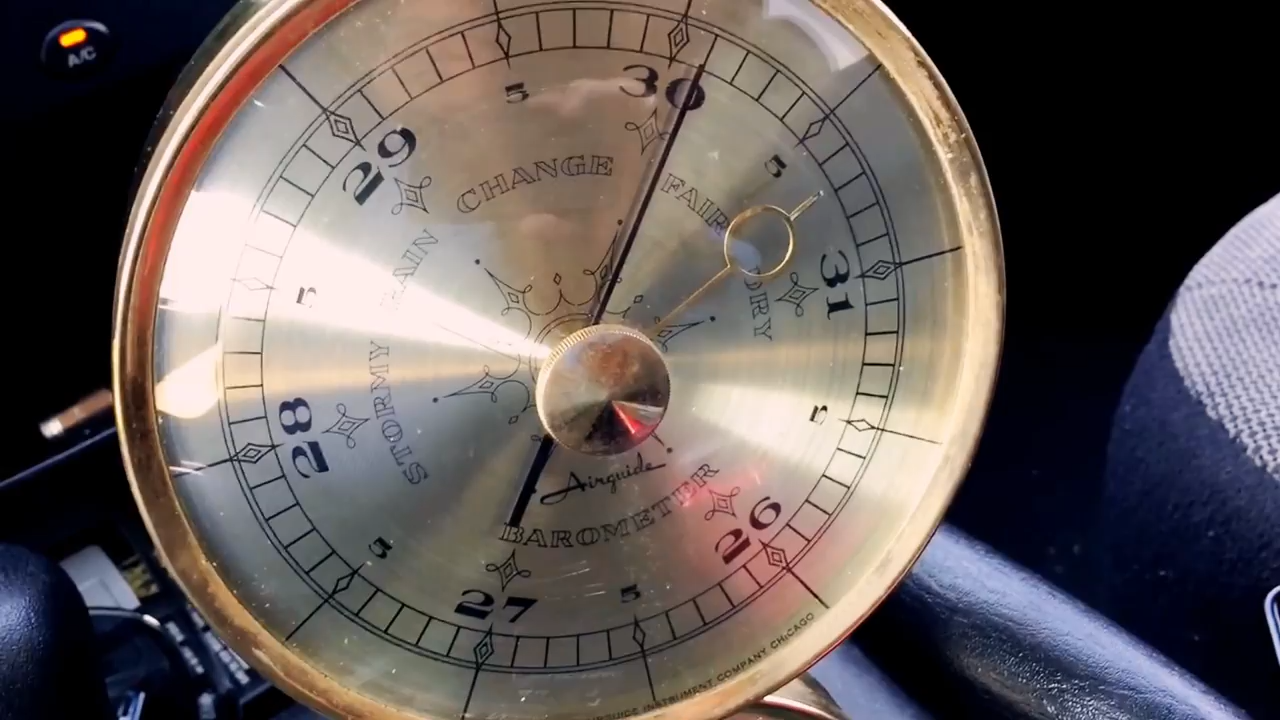 A/C
30
5
29
5
CHANGE
FAIR
31
RAIN
DRY
5
5
28
STORMY
Airguide
BAROMETER
26
5
5
27
INSTRUMENT COMPANY CHICAGO